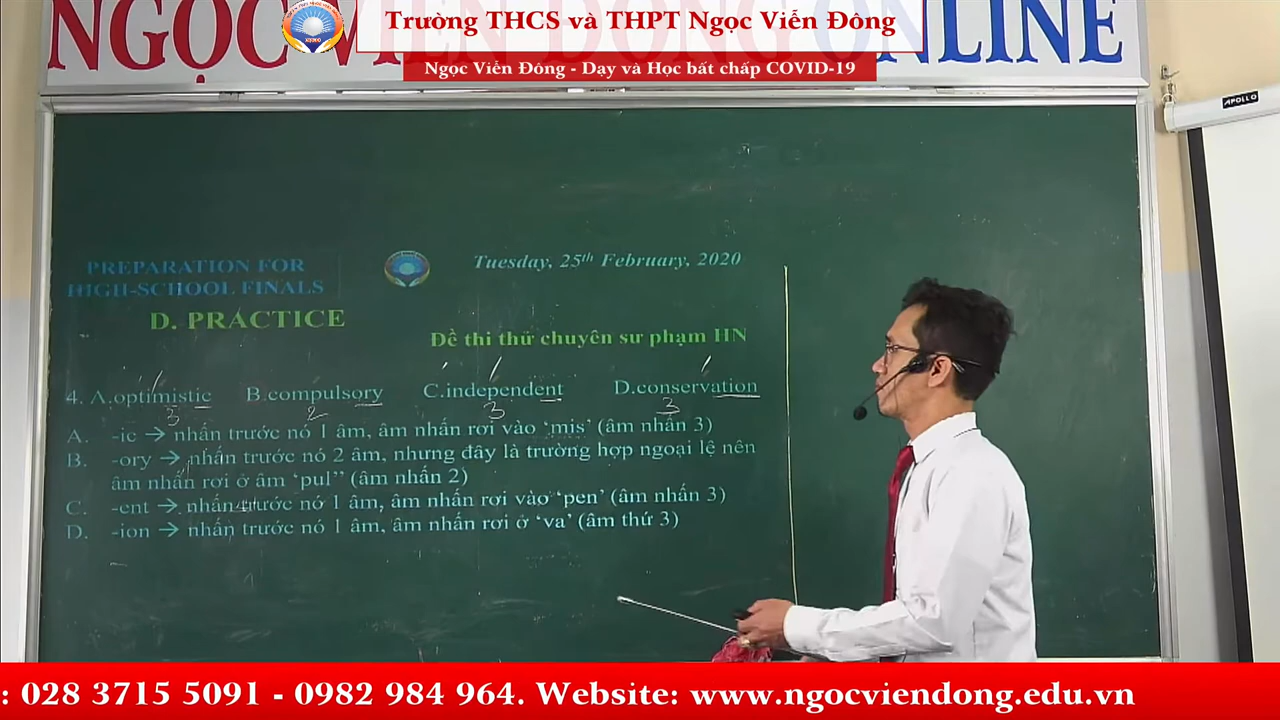 NGỌC VIỄN ĐÔNG ONLINE
Trường THCS và THPT Ngọc Viễn Đông
Ngọc Viễn Đông - Dạy và Học bất chấp COVID-19
APOLLO
PREPARATION FOR
HIGH-SCHOOL FINALS
Tuesday, 25th February, 2020
D. PRACTICE
Đề thi thử chuyên sư phạm HN
4. A.optimistic B.compulsory C.independent D.conservation
3 2 3 3
A. -ic → nhấn trước nó 1 âm, âm nhấn rơi vào ‘mis’ (âm nhấn 3)
B. -ory → nhấn trước nó 2 âm, nhưng đây là trường hợp ngoại lệ nên
âm nhấn rơi ở âm ‘pul’’ (âm nhấn 2)
C. -ent → nhấn trước nó 1 âm, âm nhấn rơi vào ‘pen’ (âm nhấn 3)
D. -ion → nhấn trước nó 1 âm, âm nhấn rơi ở ‘va’ (âm thứ 3)
: 028 3715 5091 - 0982 984 964. Website: www.ngocviendong.edu.vn